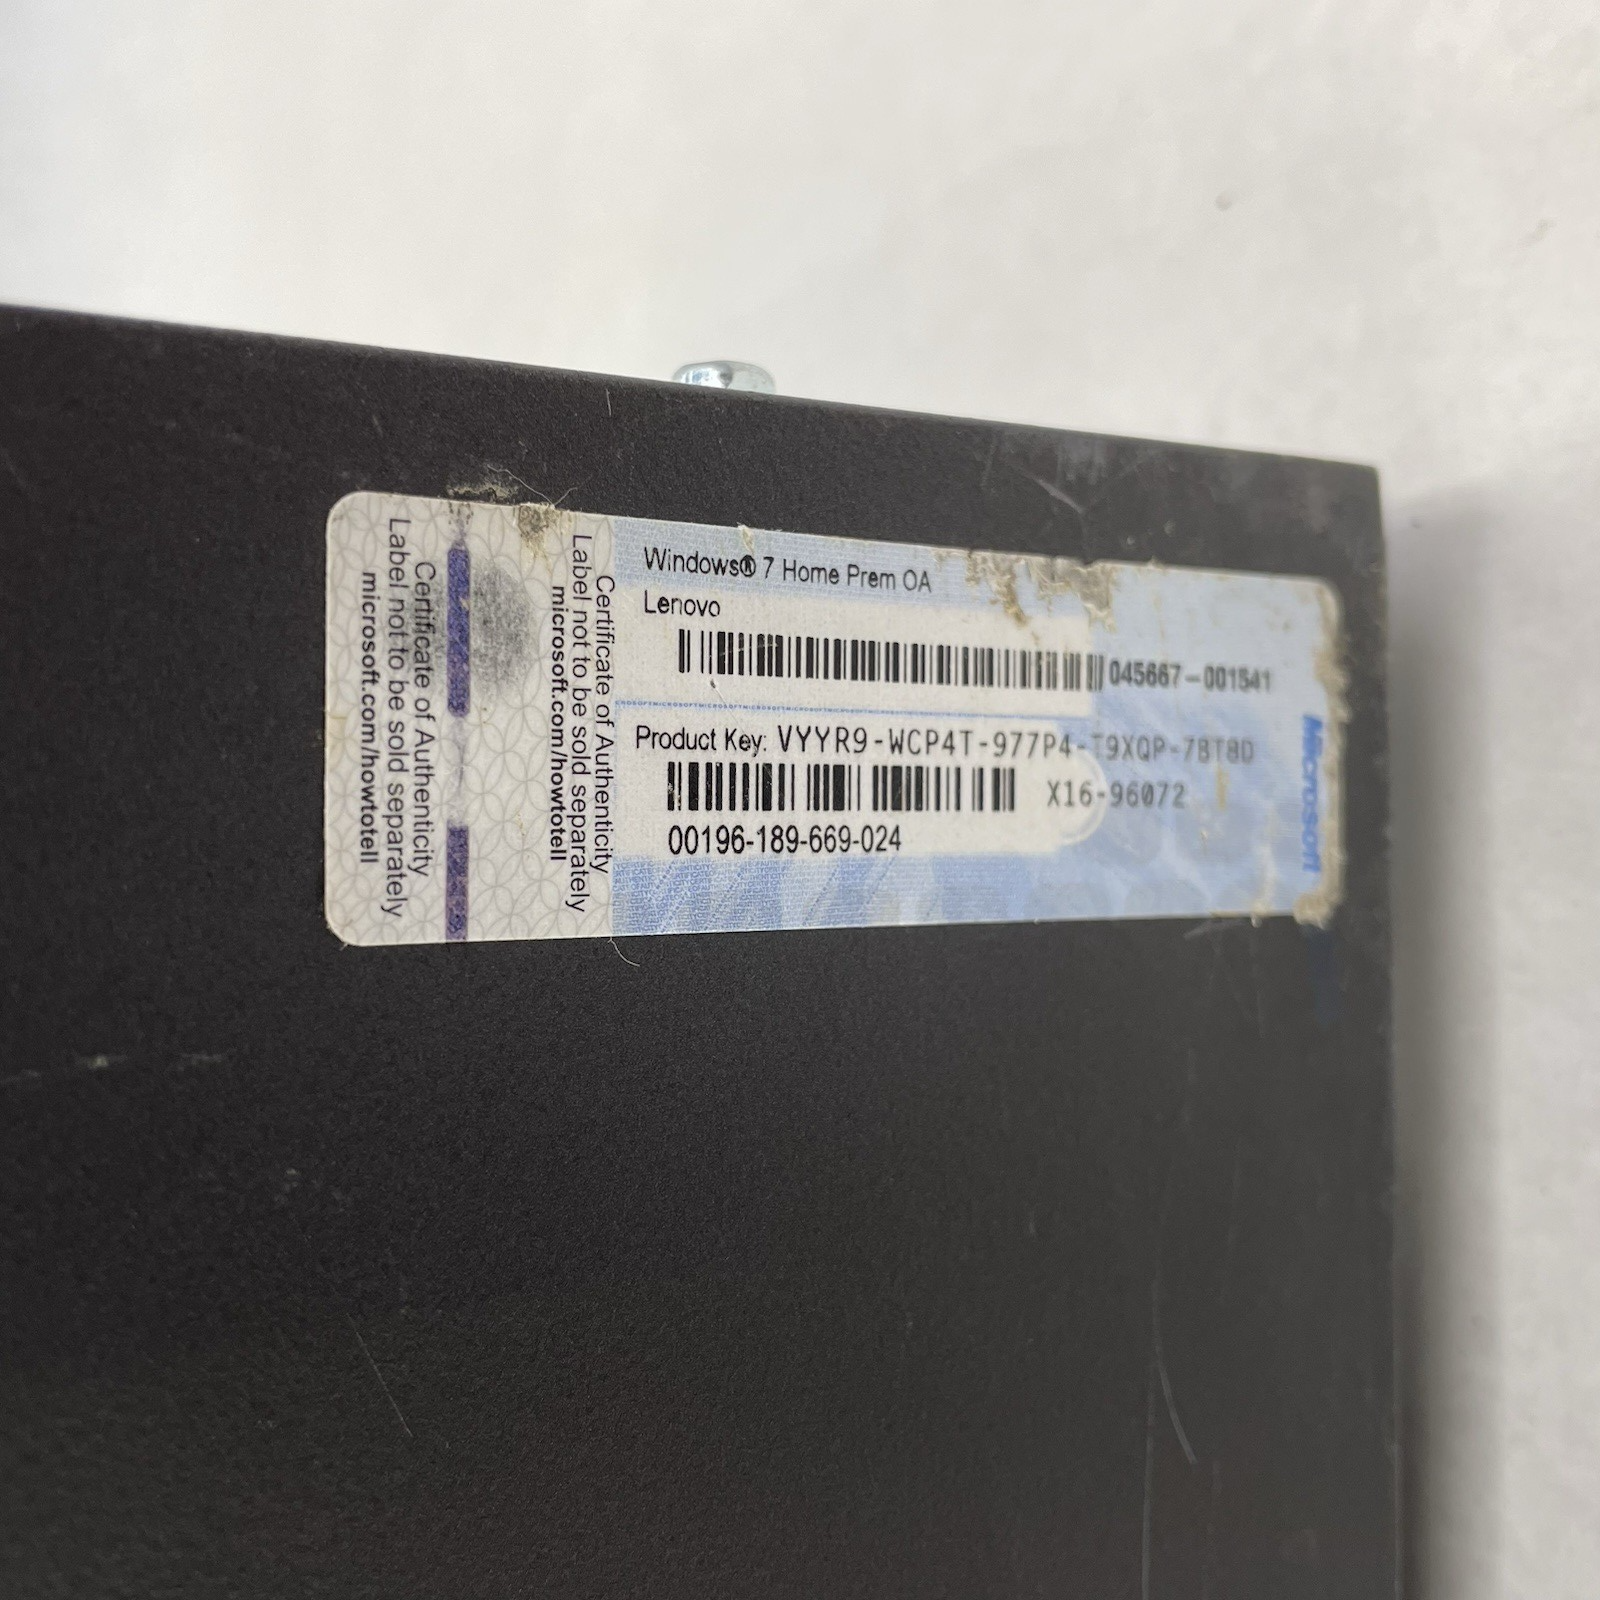 Certificate of Authenticity
Label not to be sold separately
microsoft.com/howtotell
Certificate of Authenticity
Label not to be sold separately
microsoft.com/howtotell
Windows® 7 Home Prem OA
Lenovo
045667-001541
Product Key: VYYR9-WCP4T-977P4-T9XQP-7BT8D
X16-96072
00196-189-669-024
Microsoft